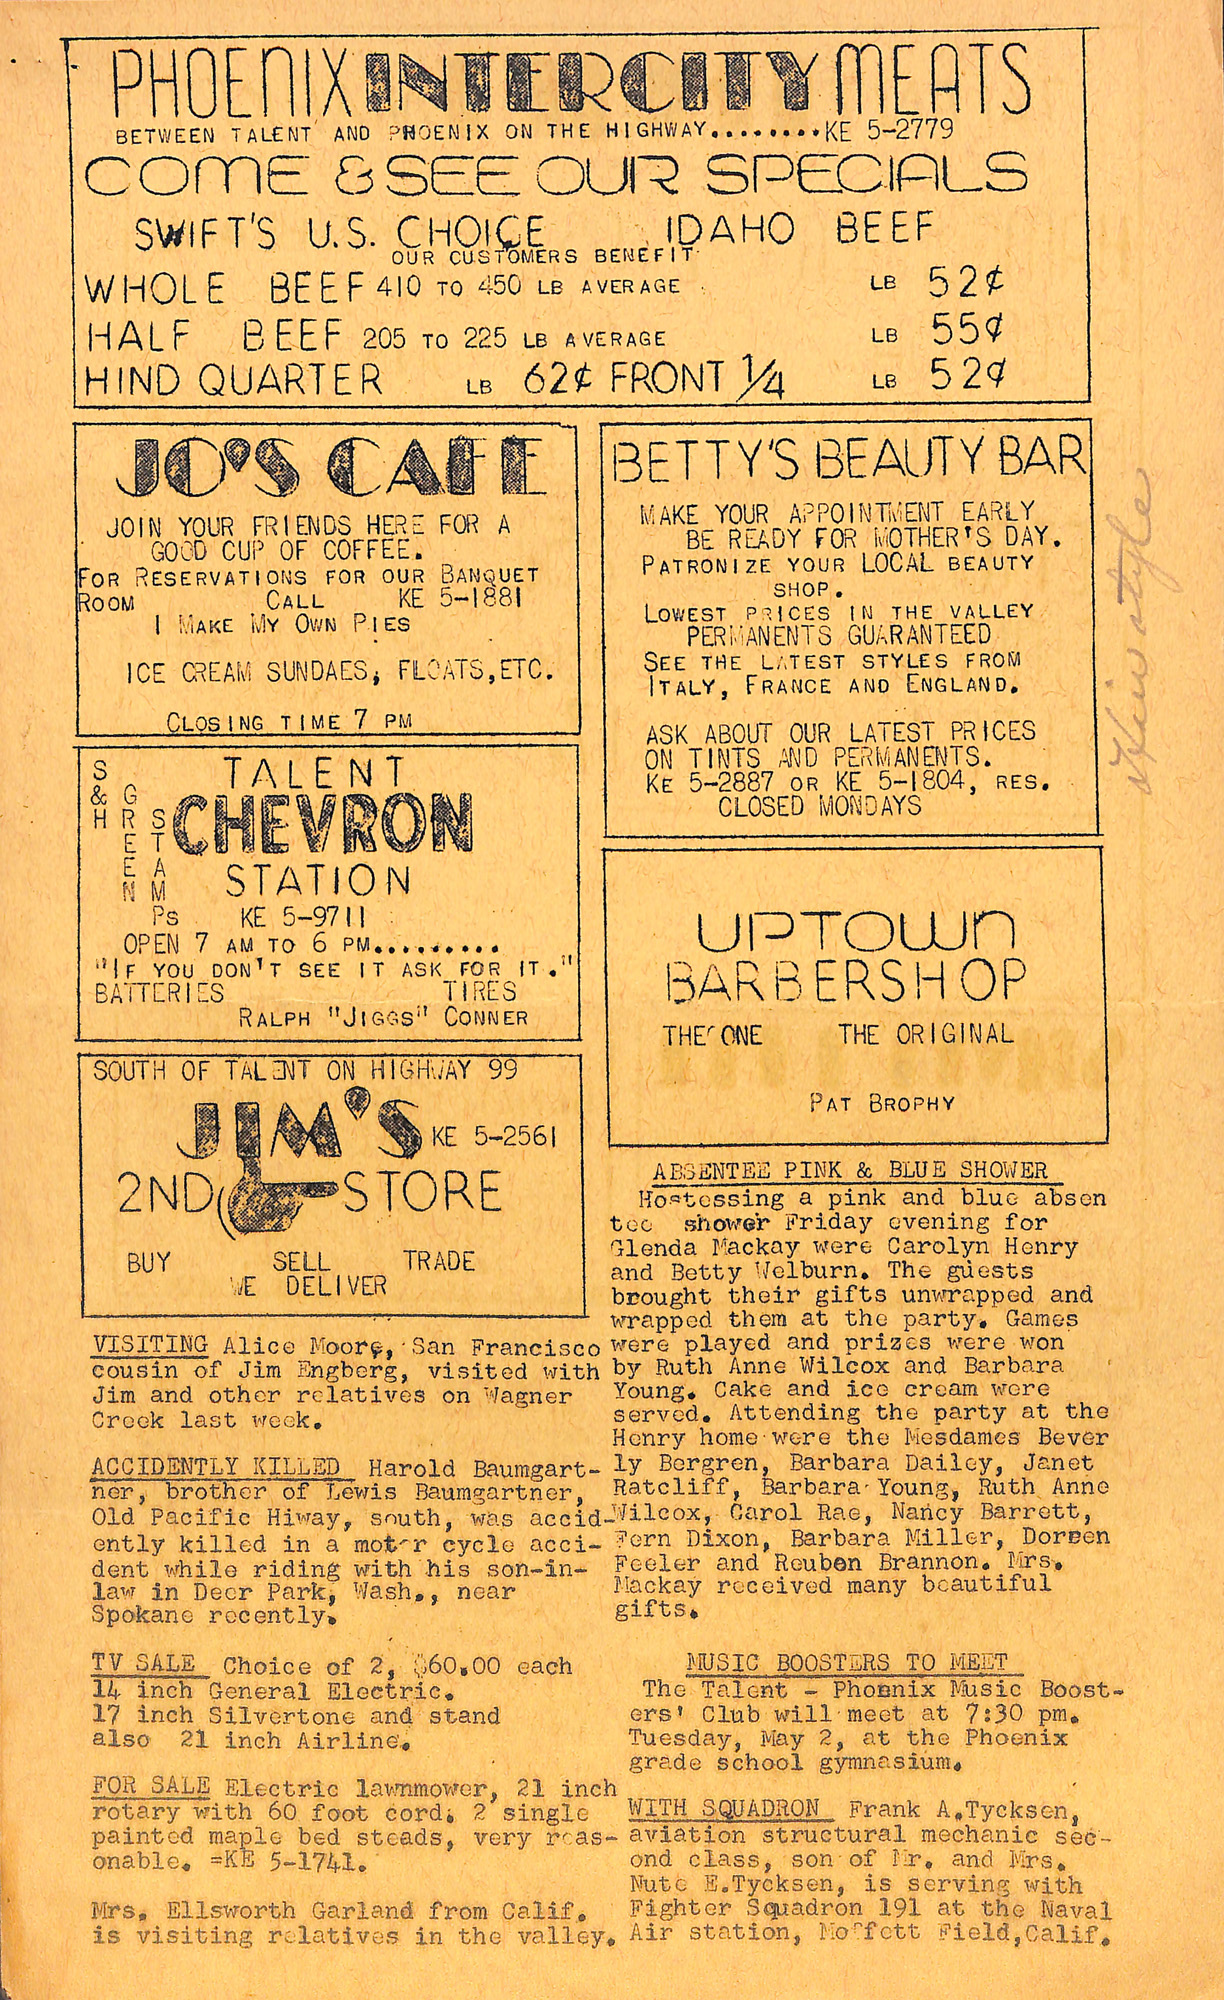 PHOENIX INTERCITY MEATS
BETWEEN TALENT AND PHOENIX ON THE HIGHWAY........KE 5-2779
COME & SEE OUR SPECIALS
SWIFT'S U.S. CHOICE IDAHO BEEF
OUR CUSTOMERS BENEFIT
WHOLE BEEF 410 TO 450 LB AVERAGE LB 52¢
HALF BEEF 205 TO 225 LB AVERAGE LB 55¢
HIND QUARTER LB 62¢ FRONT 1/4 LB 52¢
JO'S CAFE
JOIN YOUR FRIENDS HERE FOR A
GOOD CUP OF COFFEE.
FOR RESERVATIONS FOR OUR BANQUET
ROOM CALL KE 5-1881
I MAKE MY OWN PIES
ICE CREAM SUNDAES, FLOATS,ETC.
CLOSING TIME 7 PM
S&H GREEN STAMPs
TALENT
CHEVRON
STATION
KE 5-9711
OPEN 7 AM TO 6 PM.........
"IF YOU DON'T SEE IT ASK FOR IT."
BATTERIES TIRES
RALPH "JIGGS" CONNER
SOUTH OF TALENT ON HIGHWAY 99
JIM'S KE 5-2561
2ND STORE
BUY SELL TRADE
WE DELIVER
VISITING Alice Moore, San Francisco
cousin of Jim Engberg, visited with
Jim and other relatives on Wagner
Creek last week.
ACCIDENTLY KILLED Harold Baumgart-
ner, brother of Lewis Baumgartner,
Old Pacific Hiway, south, was accid-
ently killed in a motor cycle acci-
dent while riding with his son-in-
law in Deer Park, Wash., near
Spokane recently.
TV SALE Choice of 2, $60.00 each
14 inch General Electric.
17 inch Silvertone and stand
also 21 inch Airline.
FOR SALE Electric lawnmower, 21 inch
rotary with 60 foot cord. 2 single
painted maple bed steads, very reas-
onable. =KE 5-1741.
Mrs. Ellsworth Garland from Calif.
is visiting relatives in the valley.
BETTY'S BEAUTY BAR
MAKE YOUR APPOINTMENT EARLY
BE READY FOR MOTHER'S DAY.
PATRONIZE YOUR LOCAL BEAUTY
SHOP.
LOWEST PRICES IN THE VALLEY
PERMANENTS GUARANTEED
SEE THE LATEST STYLES FROM
ITALY, FRANCE AND ENGLAND.
ASK ABOUT OUR LATEST PRICES
ON TINTS AND PERMANENTS.
KE 5-2887 OR KE 5-1804, RES.
CLOSED MONDAYS
UPTOWN
BARBERSHOP
THE ONE THE ORIGINAL
PAT BROPHY
ABSENTEE PINK & BLUE SHOWER
Hostessing a pink and blue absen
tee shower Friday evening for
Glenda Mackay were Carolyn Henry
and Betty Welburn. The guests
brought their gifts unwrapped and
wrapped them at the party. Games
were played and prizes were won
by Ruth Anne Wilcox and Barbara
Young. Cake and ice cream were
served. Attending the party at the
Henry home were the Mesdames Bever
ly Bergren, Barbara Dailey, Janet
Ratcliff, Barbara Young, Ruth Anne
Wilcox, Carol Rae, Nancy Barrett,
Fern Dixon, Barbara Miller, Doreen
Feeler and Reuben Brannon. Mrs.
Mackay received many beautiful
gifts.
MUSIC BOOSTERS TO MEET
The Talent - Phoenix Music Boost-
ers' Club will meet at 7:30 pm.
Tuesday, May 2, at the Phoenix
grade school gymnasium.
WITH SQUADRON Frank A.Tycksen,
aviation structural mechanic sec-
ond class, son of Mr. and Mrs.
Nute E.Tycksen, is serving with
Fighter Squadron 191 at the Naval
Air station, Moffett Field,Calif.
style